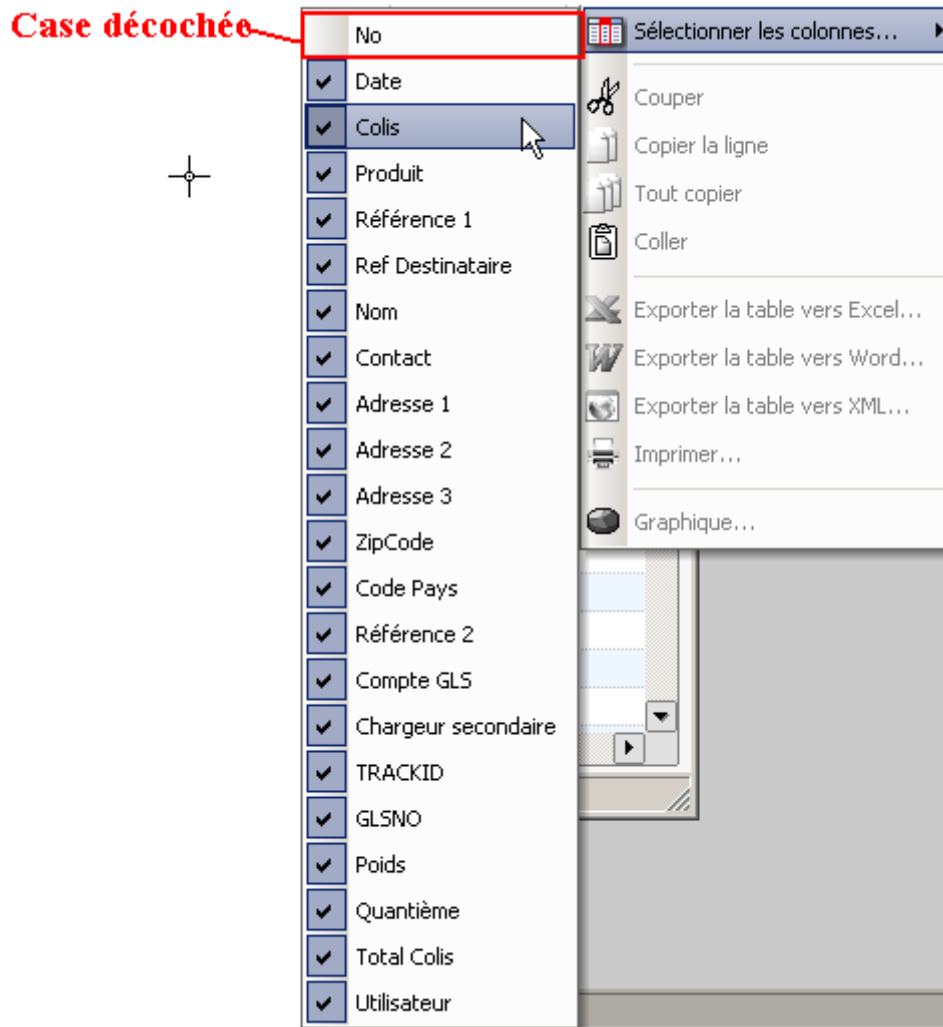 Case décochée
No
Date
Colis
Produit
Référence 1
Ref Destinataire
Nom
Contact
Adresse 1
Adresse 2
Adresse 3
ZipCode
Code Pays
Référence 2
Compte GLS
Chargeur secondaire
TRACKID
GLSNO
Poids
Quantième
Total Colis
Utilisateur
Sélectionner les colonnes...
Couper
Copier la ligne
Tout copier
Coller
Exporter la table vers Excel...
Exporter la table vers Word...
Exporter la table vers XML...
Imprimer...
Graphique...